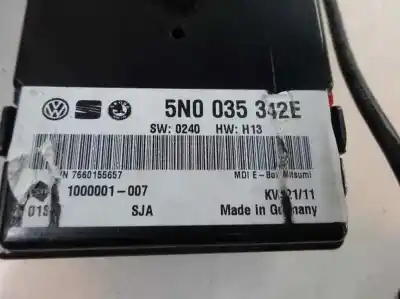 5N0 035 342E
SW: 0240 HW: H13
7660155657 MDI E-Box Mitsumi
1000001-007 KW 21/11
01S SJA Made in Germany